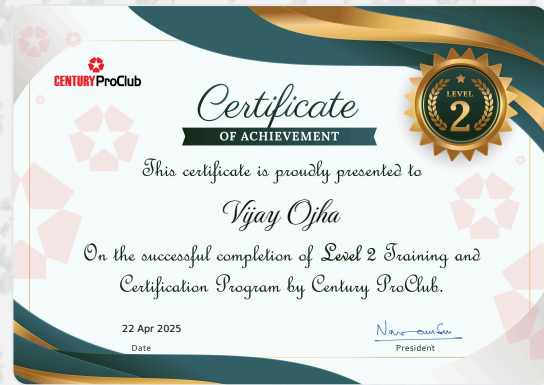 CENTURY ProClub
LEVEL
2
Certificate
OF ACHIEVEMENT
This certificate is proudly presented to
Vijay Ojha
On the successful completion of Level 2 Training and
Certification Program by Century ProClub.
22 Apr 2025
Date
President